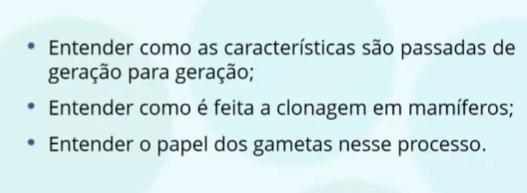 • Entender como as características são passadas de
geração para geração;
• Entender como é feita a clonagem em mamíferos;
• Entender o papel dos gametas nesse processo.